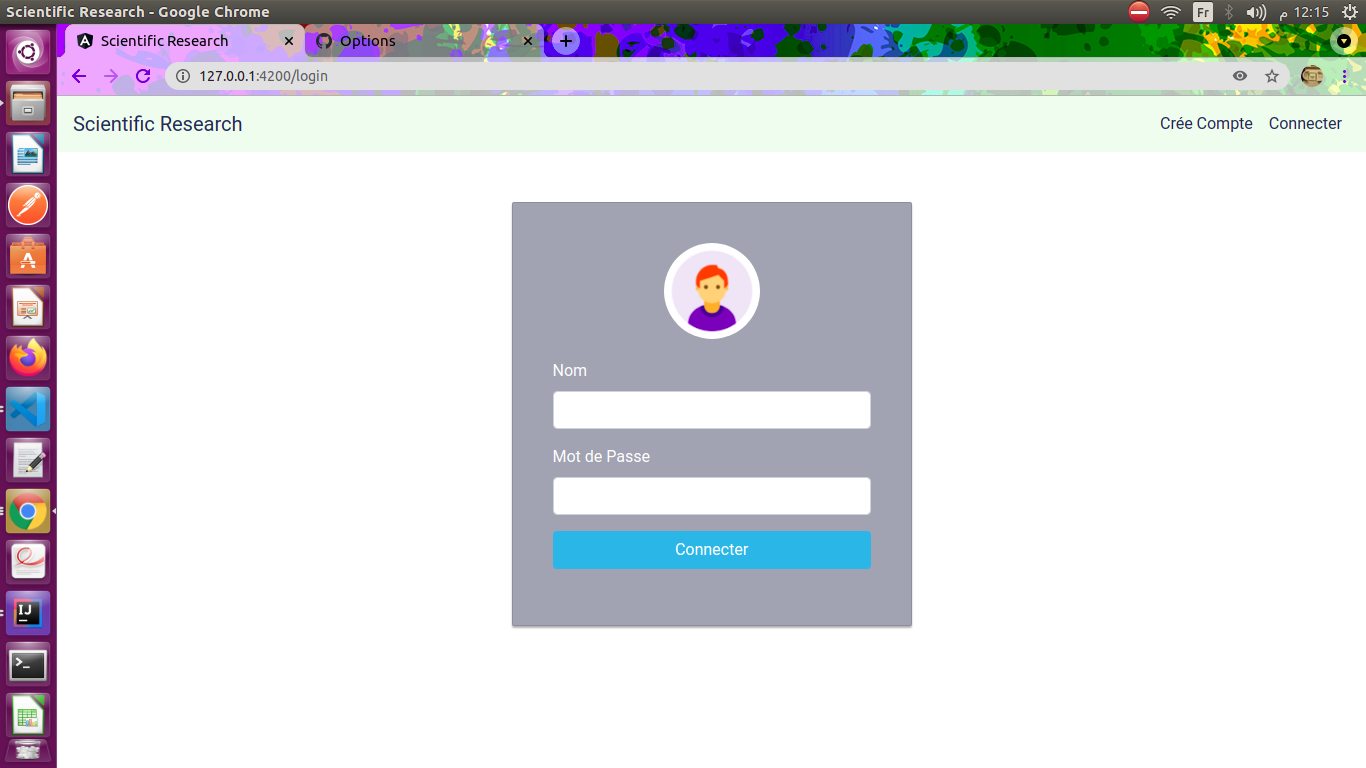 Scientific Research - Google Chrome
Fr
12:15 م
Scientific Research
Options
127.0.0.1:4200/login
Scientific Research
Crée Compte
Connecter
Nom
Mot de Passe
Connecter
IJ